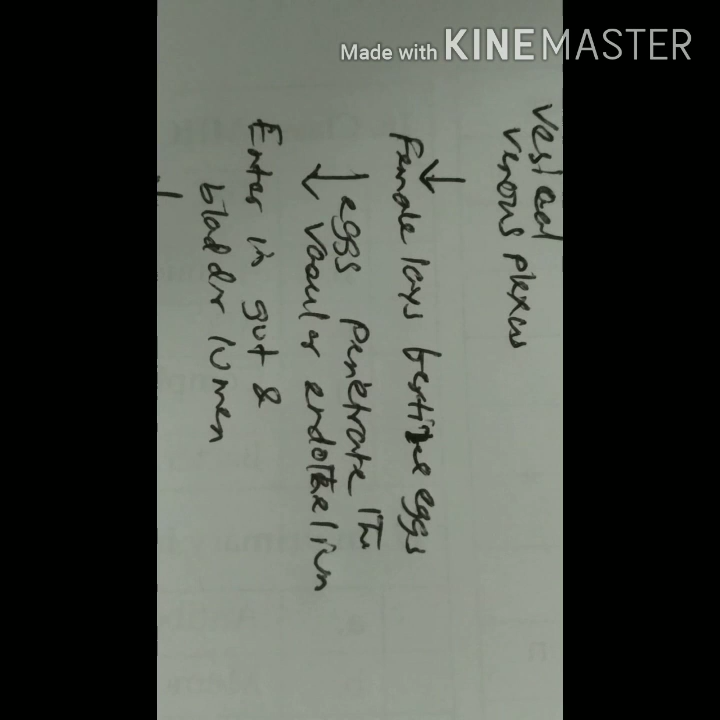 Made with KINEMASTER
Vesical
venous plexus
↓
Female lays fertile eggs
↓ eggs penetrate the
vascular endothelium
Enter in gut &
bladdr lumen